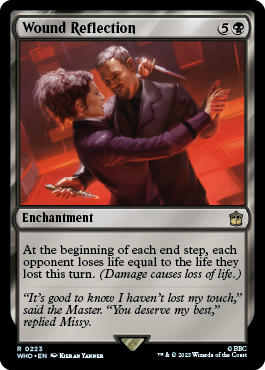 Wound Reflection 5
Enchantment
At the beginning of each end step, each
opponent loses life equal to the life they
lost this turn. (Damage causes loss of life.)
“It’s good to know I haven’t lost my touch,”
said the Master. “You deserve my best,”
replied Missy.
R 0223
WHO • EN KIERAN YANNER
© BBC
™ & © 2023 Wizards of the Coast